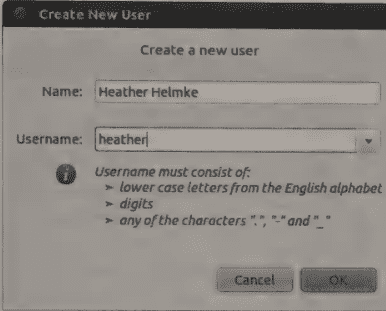 Create New User
Create a new user
Name: Heather Helmke
Username: heather
Username must consist of:
➢ lower case letters from the English alphabet
➢ digits
➢ any of the characters ".", "-" and "_"
Cancel OK